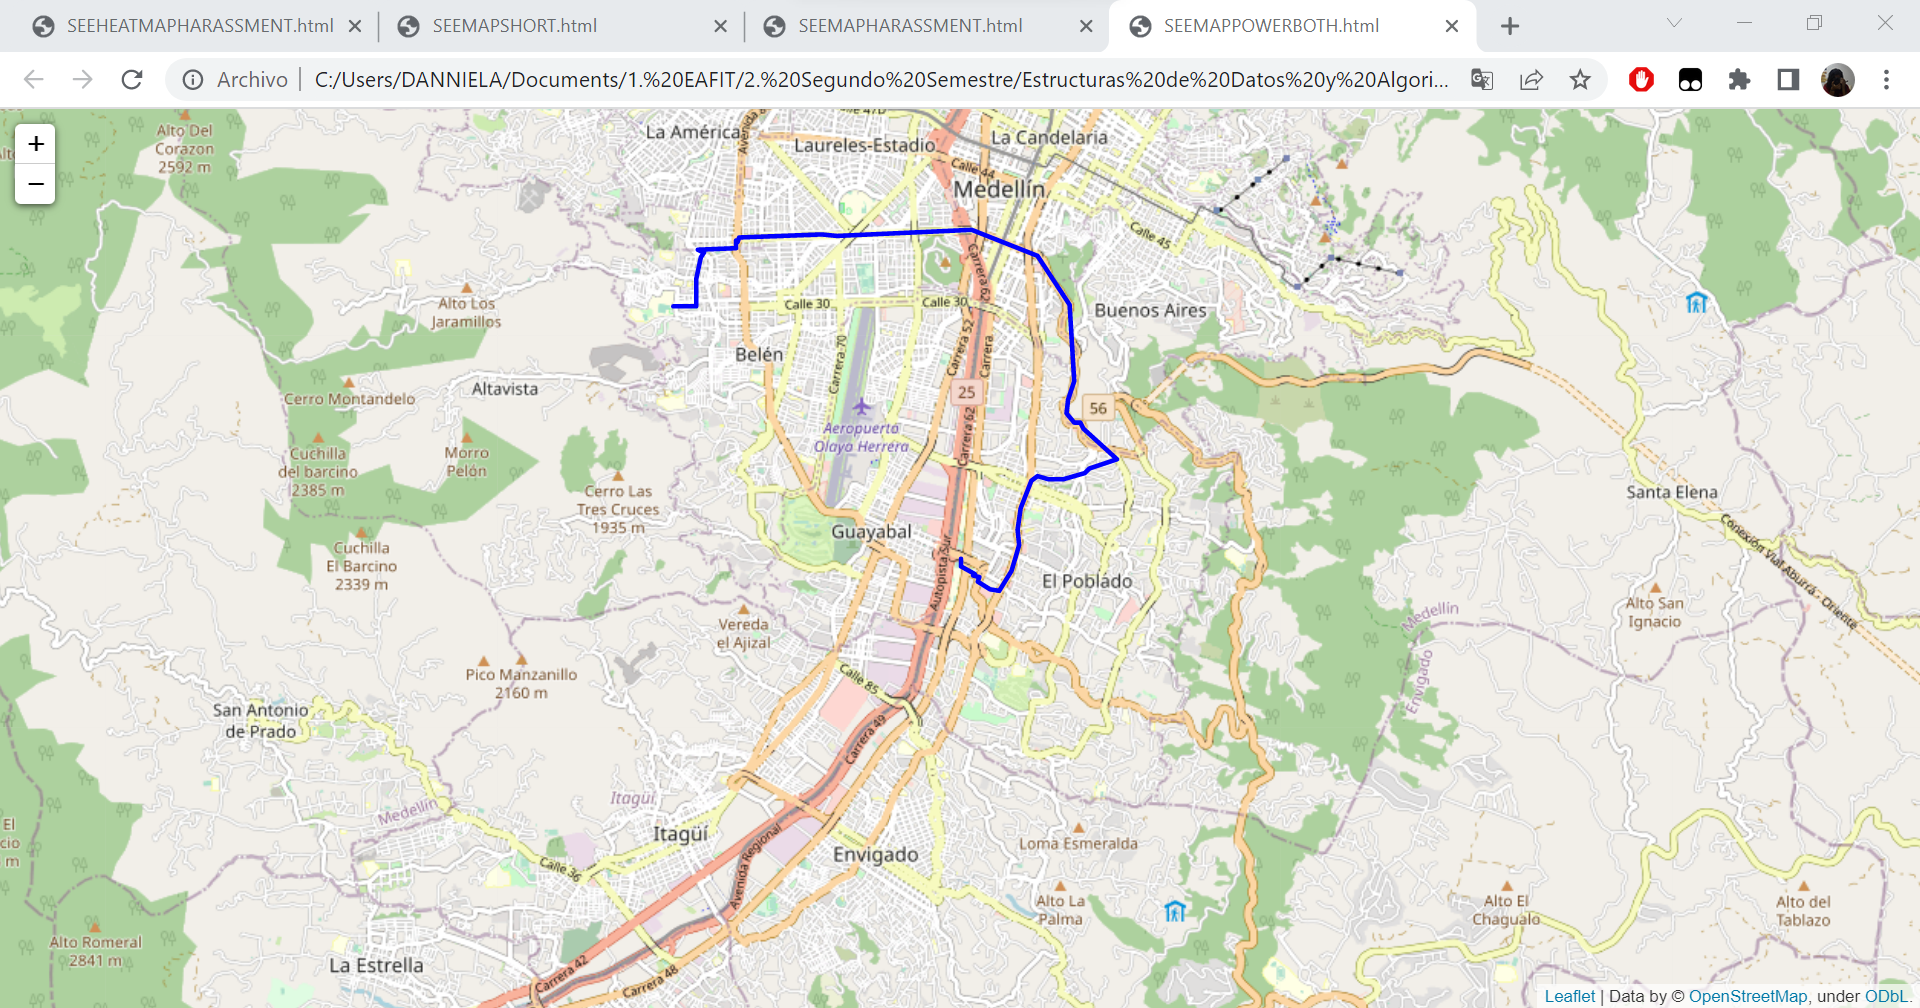 SEEHEATMAPHARASSMENT.html
SEEMAPSHORT.html
SEEMAPHARASSMENT.html
SEEMAPPOWERBOTH.html
Archivo
C:/Users/DANNIELA/Documents/1.%20EAFIT/2.%20Segundo%20Semestre/Estructuras%20de%20Datos%20y%20Algori...
+
−
Alto Del
Corazon
2592 m
La América
Laureles-Estadio
La Candelaria
Calle 44
Medellín
Calle 45
Alto Los
Jaramillos
Calle 30
Calle 30
Carrera 62
Buenos Aires
Carrera 52
Carrera
Carrera 70
Belén
Altavista
Cerro Montandelo
25
56
Aeropuerto
Olaya Herrera
Carrera 62
Cuchilla
del barcino
2385 m
Morro
Pelón
Cerro Las
Tres Cruces
1935 m
Santa Elena
Conexión Vial Aburrá - Oriente
Guayabal
Autopista Sur
Cuchilla
El Barcino
2339 m
El Poblado
Alto San
Ignacio
Medellín
Envigado
Vereda
el Ajizal
Pico Manzanillo
2160 m
Calle 85
San Antonio
de Prado
Carrera 49
Itagüí
Medellín
El
cio
m
Itagüí
Avenida Regional
Envigado
Loma Esmeralda
Calle 36
Alto La
Palma
Alto El
Chagualo
Alto del
Tablazo
Alto Romeral
2841 m
La Estrella
Carrera 42
Carrera 48
Leaflet | Data by © OpenStreetMap, under ODbL